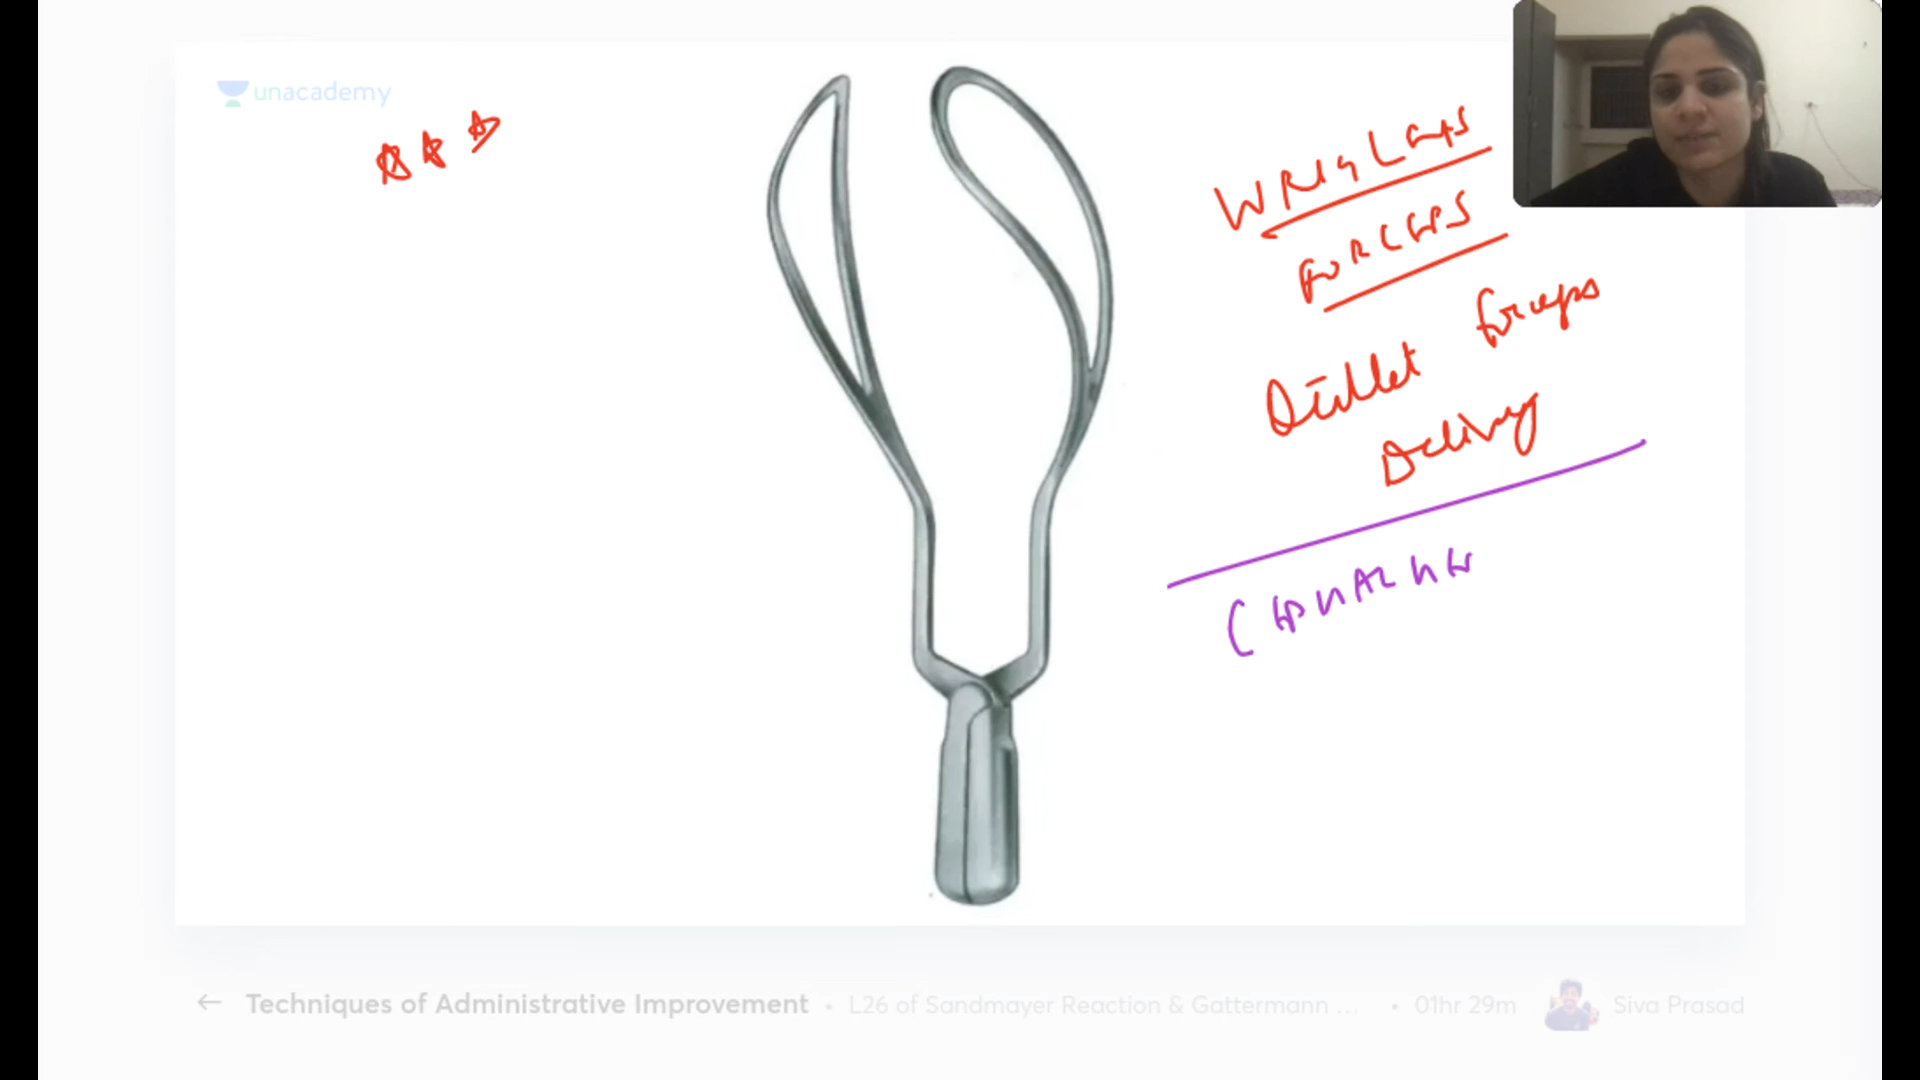 unacademy
WRIGLEYS
FORCEPS
Outlet forceps
Delivery
← Techniques of Administrative Improvement • L26 of Sandmayer Reaction & Gattermann ... • 01hr 29m Siva Prasad